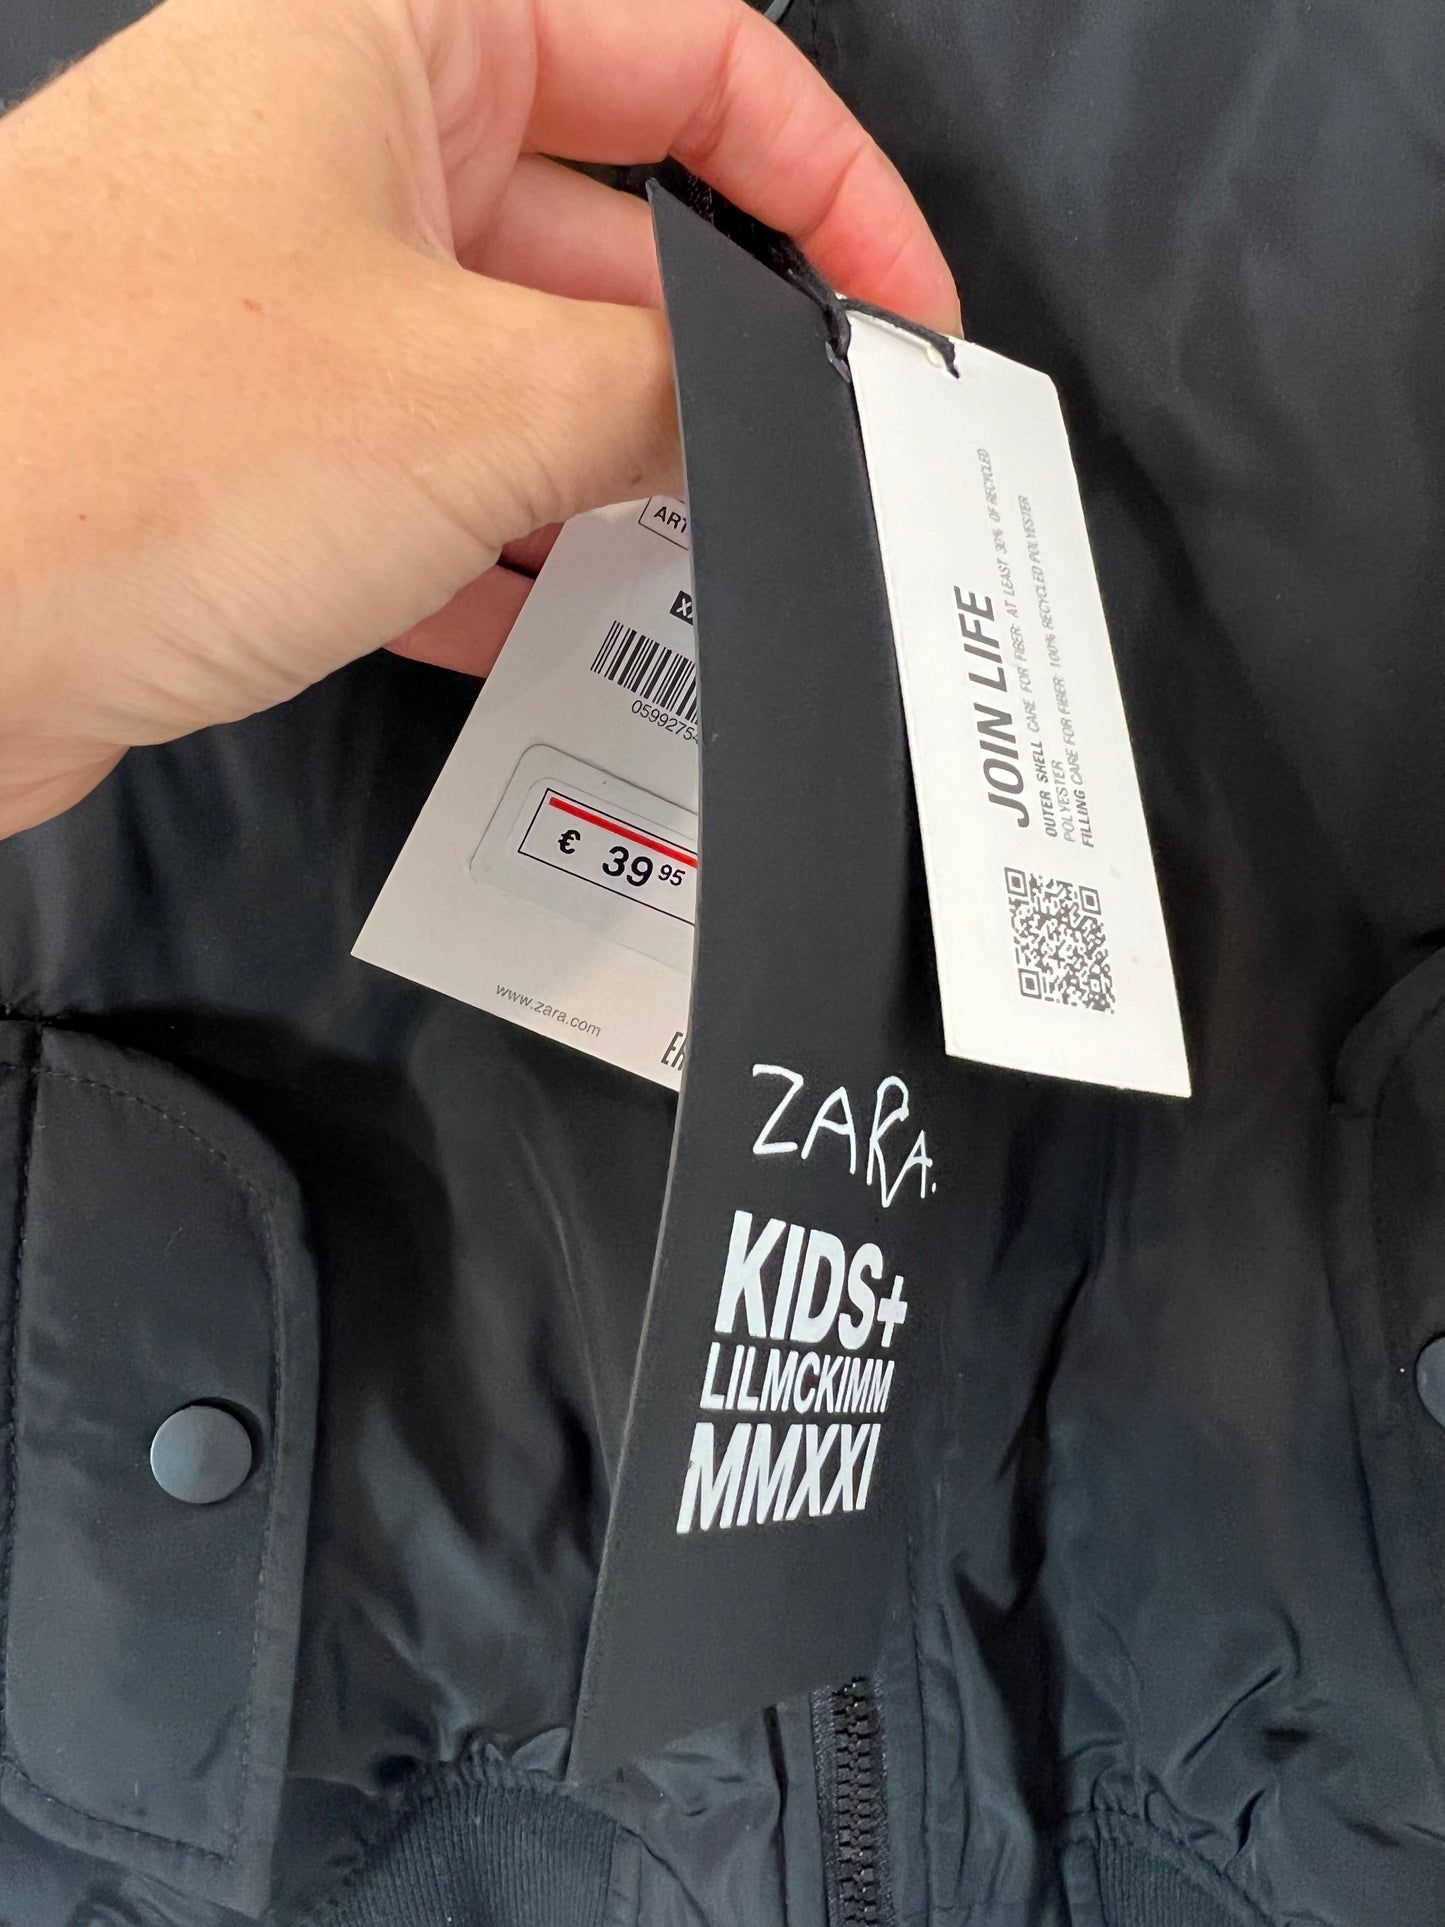 ART
0599275
€ 39 95
www.zara.com
JOIN LIFE
OUTER SHELL CARE FOR FIBER: AT LEAST 30% OF RECYCLED
POLYESTER
FILLING CARE FOR FIBER: 100% RECYCLED POLYESTER
ZARA.
KIDS+
LILMCKIMM
MMXXI